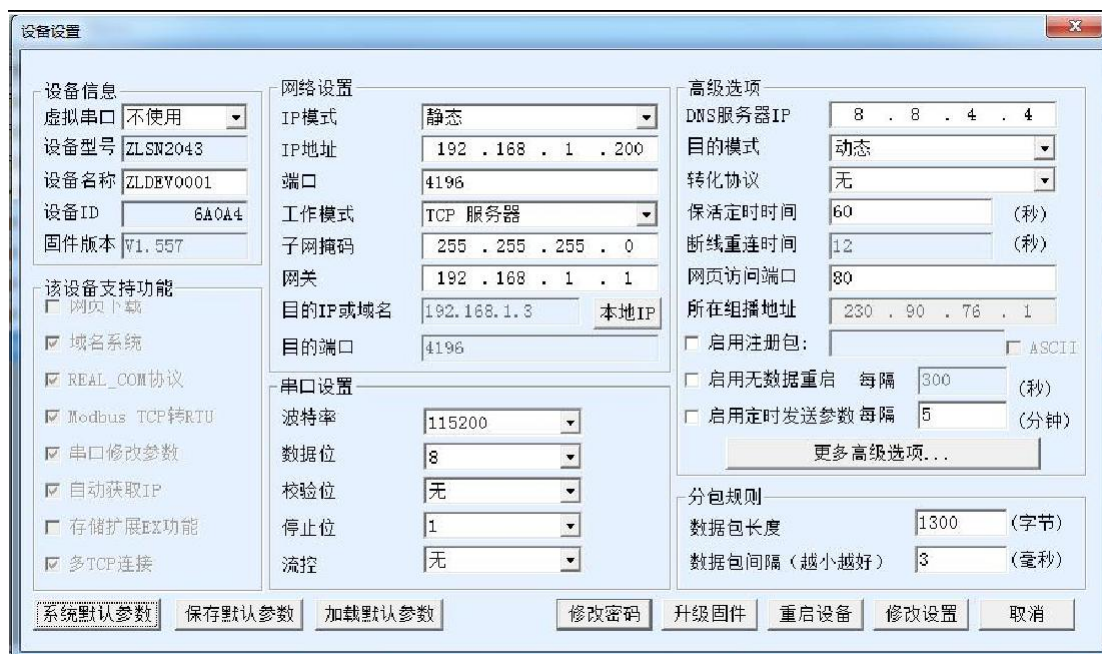 设备设置
设备信息
虚拟串口 不使用
设备型号 ZLSN2043
设备名称 ZLDEV0001
设备ID 6A0A4
固件版本 V1.557
该设备支持功能
网页下载
域名系统
REAL_COM协议
Modbus TCP转RTU
串口修改参数
自动获取IP
存储扩展EX功能
多TCP连接
网络设置
IP模式 静态
IP地址 192 . 168 . 1 . 200
端口 4196
工作模式 TCP 服务器
子网掩码 255 . 255 . 255 . 0
网关 192 . 168 . 1 . 1
目的IP或域名 192.168.1.3 本地IP
目的端口 4196
串口设置
波特率 115200
数据位 8
校验位 无
停止位 1
流控 无
高级选项
DNS服务器IP 8 . 8 . 4 . 4
目的模式 动态
转化协议 无
保活定时时间 60 (秒)
断线重连时间 12 (秒)
网页访问端口 80
所在组播地址 230 . 90 . 76 . 1
启用注册包: ASCII
启用无数据重启 每隔 300 (秒)
启用定时发送参数 每隔 5 (分钟)
更多高级选项...
分包规则
数据包长度 1300 (字节)
数据包间隔（越小越好） 3 (毫秒)
系统默认参数 保存默认参数 加载默认参数 修改密码 升级固件 重启设备 修改设置 取消